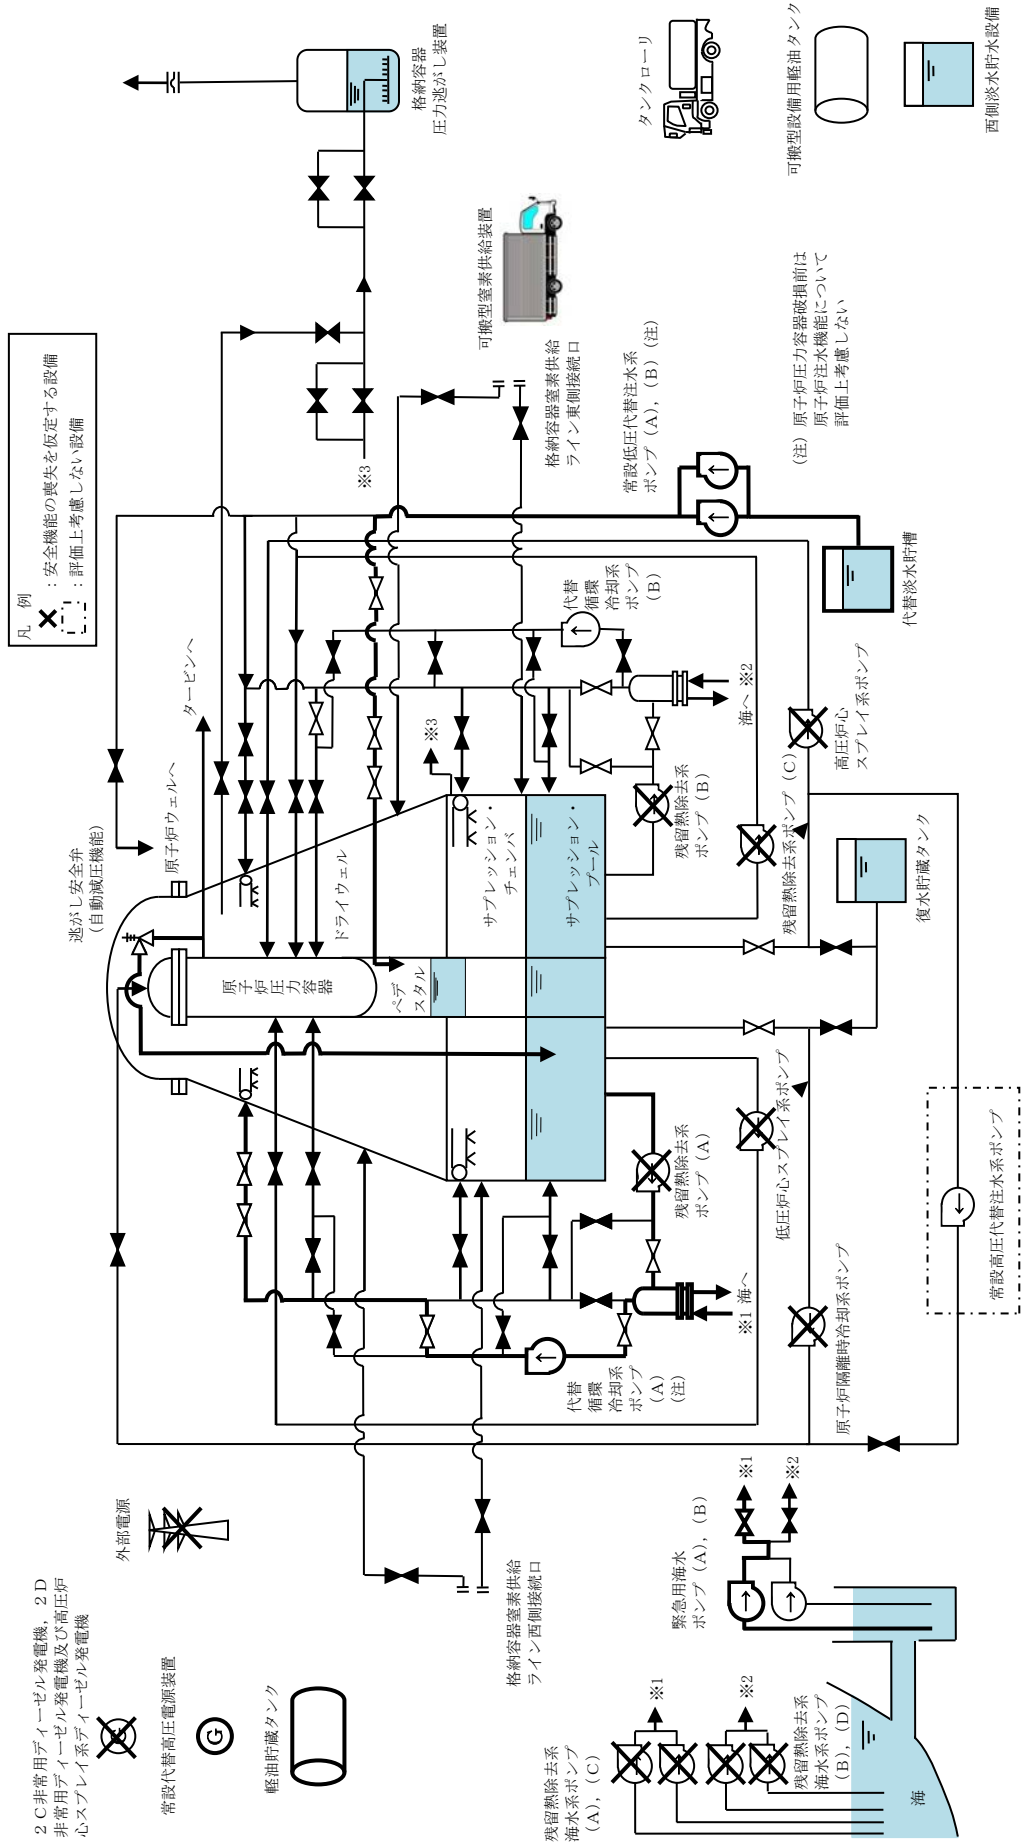 2C非常用ディーゼル発電機，2D
非常用ディーゼル発電機及び高圧炉
心スプレイ系ディーゼル発電機
常設代替高圧電源装置
G
軽油貯蔵タンク
外部電源
残留熱除去系
海水系ポンプ
（A），（C）
※1
※2
残留熱除去系
海水系ポンプ
（B），（D）
海
緊急用海水
ポンプ（A），（B）
※1
※2
格納容器窒素供給
ライン西側接続口
凡　例
：安全機能の喪失を仮定する設備
：評価上考慮しない設備
逃がし安全弁
（自動減圧機能）
原子炉ウェルへ
タービンへ
原子炉圧力容器
ドライウェル
ペデ
スタル
サプレッション・
チェンバ
サプレッション・
プール
※3
代替
循環
冷却系
ポンプ
（A）
（注）
※1 海へ
残留熱除去系
ポンプ（A）
低圧炉心スプレイ系ポンプ
原子炉隔離時冷却系ポンプ
常設高圧代替注水系ポンプ
代替
循環
冷却系
ポンプ
（B）
海へ ※2
残留熱除去系
ポンプ（B）
残留熱除去系ポンプ（C）
高圧炉心
スプレイ系ポンプ
復水貯蔵タンク
代替淡水貯槽
※3
格納容器
圧力逃がし装置
可搬型窒素供給装置
格納容器窒素供給
ライン東側接続口
常設低圧代替注水系
ポンプ（A），（B）（注）
（注）原子炉圧力容器破損前は
原子炉注水機能について
評価上考慮しない
タンクローリ
可搬型設備用軽油タンク
西側淡水貯水設備